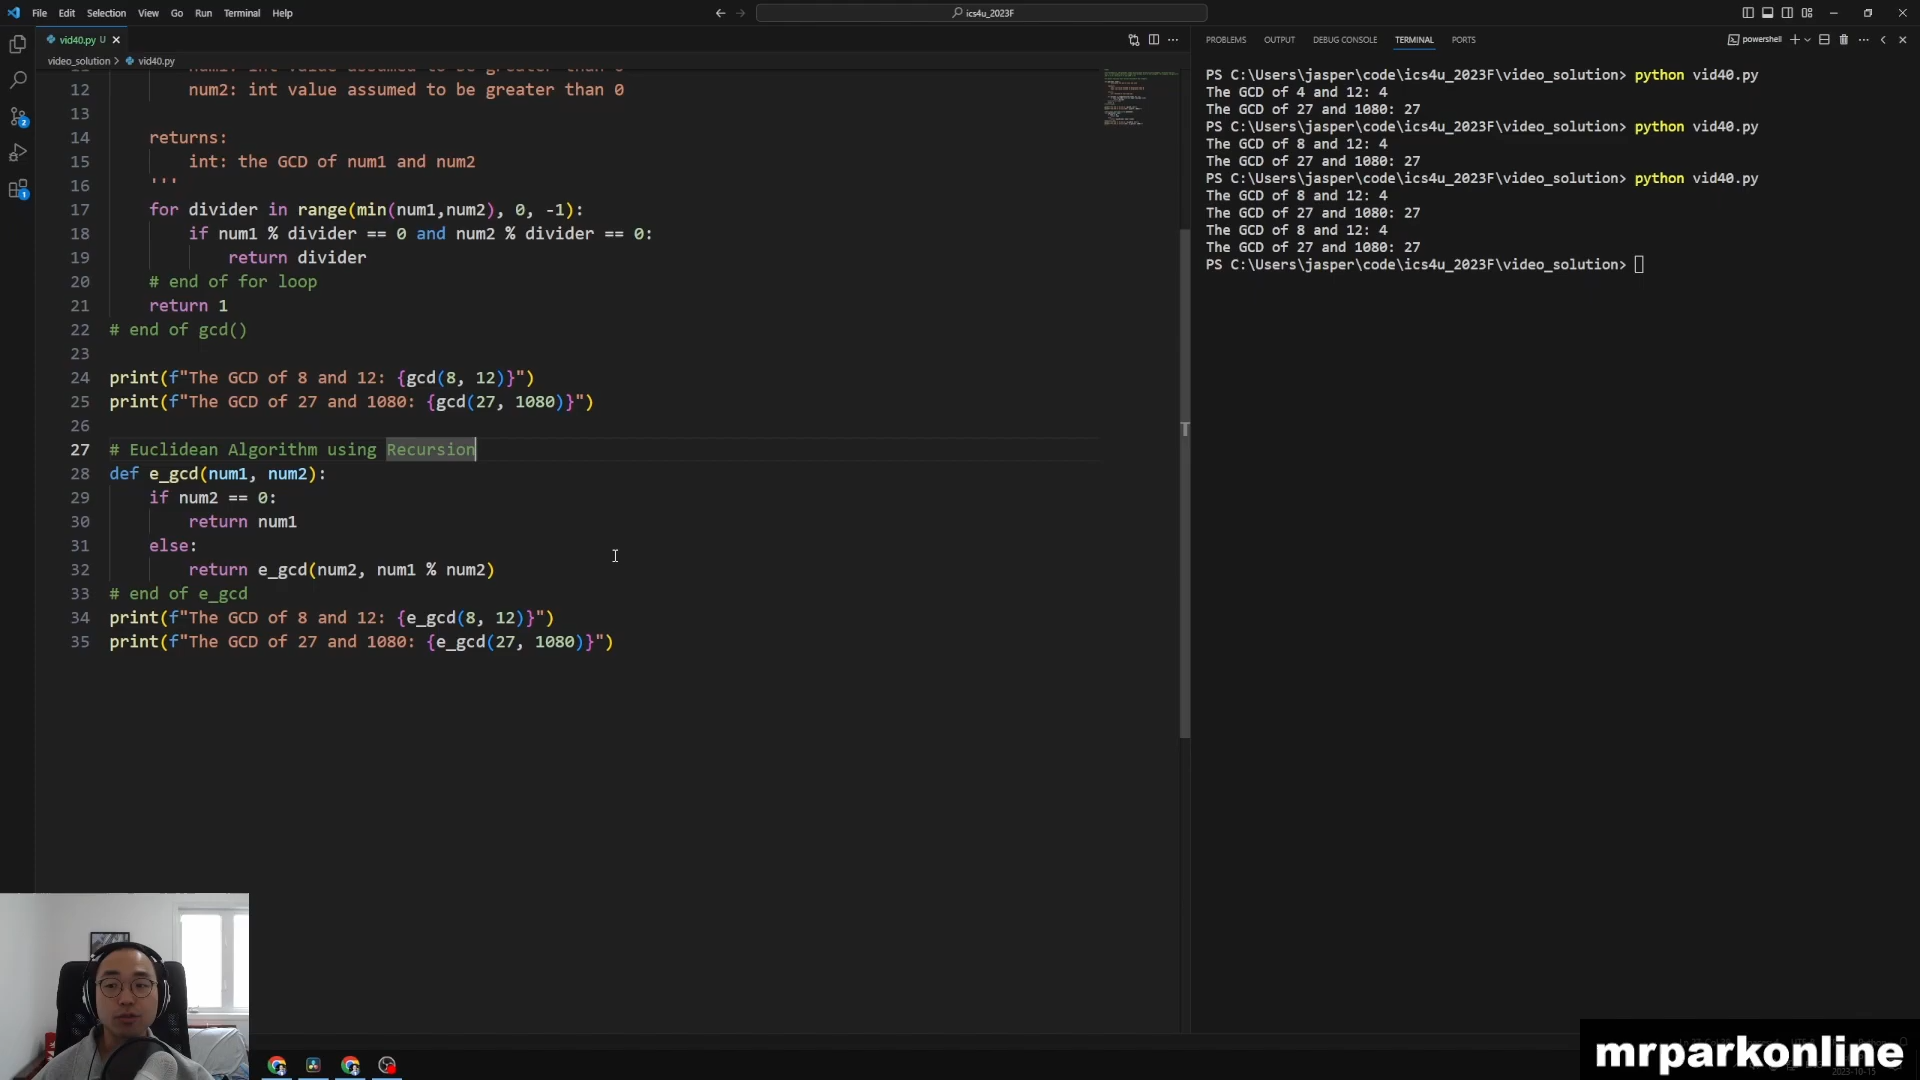 File Edit Selection View Go Run Terminal Help
ics4u_2023F
vid40.py U
video_solution > vid40.py
12 num2: int value assumed to be greater than 0
13
14 returns:
15 int: the GCD of num1 and num2
16 '''
17 for divider in range(min(num1,num2), 0, -1):
18 if num1 % divider == 0 and num2 % divider == 0:
19 return divider
20 # end of for loop
21 return 1
22 # end of gcd()
23
24 print(f"The GCD of 8 and 12: {gcd(8, 12)}")
25 print(f"The GCD of 27 and 1080: {gcd(27, 1080)}")
26
27 # Euclidean Algorithm using Recursion
28 def e_gcd(num1, num2):
29 if num2 == 0:
30 return num1
31 else:
32 return e_gcd(num2, num1 % num2)
33 # end of e_gcd
34 print(f"The GCD of 8 and 12: {e_gcd(8, 12)}")
35 print(f"The GCD of 27 and 1080: {e_gcd(27, 1080)}")
PROBLEMS OUTPUT DEBUG CONSOLE TERMINAL PORTS
powershell
PS C:\Users\jasper\code\ics4u_2023F\video_solution> python vid40.py
The GCD of 4 and 12: 4
The GCD of 27 and 1080: 27
PS C:\Users\jasper\code\ics4u_2023F\video_solution> python vid40.py
The GCD of 8 and 12: 4
The GCD of 27 and 1080: 27
PS C:\Users\jasper\code\ics4u_2023F\video_solution> python vid40.py
The GCD of 8 and 12: 4
The GCD of 27 and 1080: 27
The GCD of 8 and 12: 4
The GCD of 27 and 1080: 27
PS C:\Users\jasper\code\ics4u_2023F\video_solution>
mrparkonline
2023-10-15